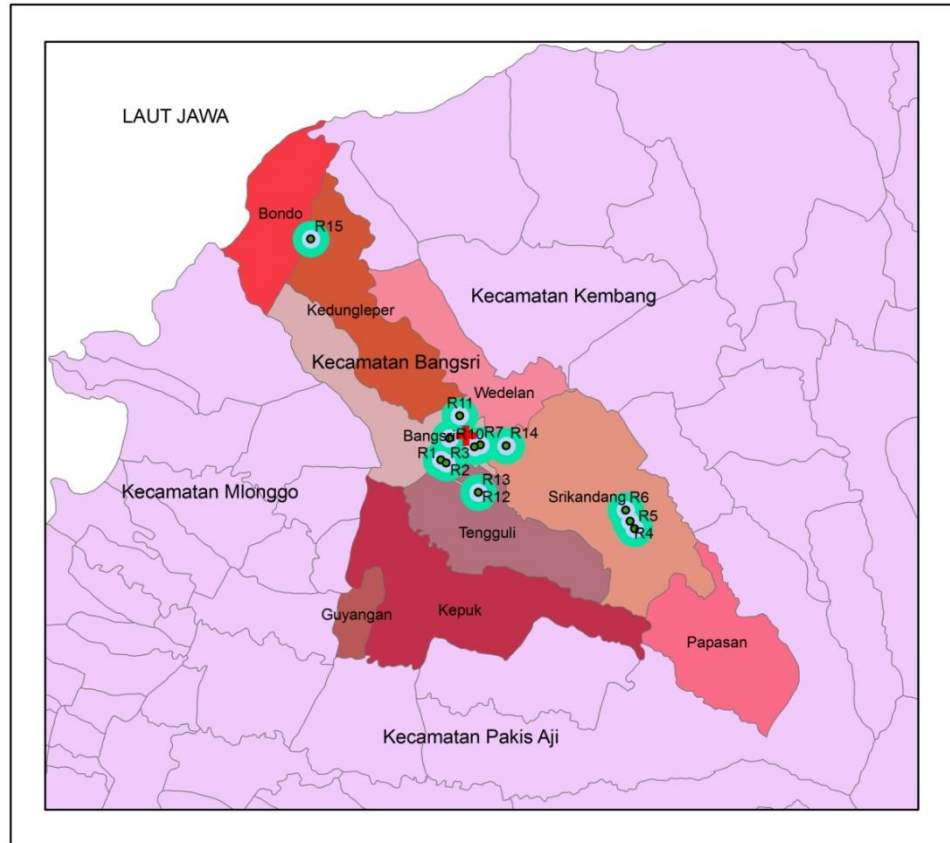 LAUT JAWA
Bondo
R15
Kecamatan Kembang
Kedungleper
Kecamatan Bangsri
Wedelan
R11
Bangsri
R10
R7
R14
R1
R3
R2
Kecamatan Mlonggo
R13
R12
Srikandang
R6
R5
R4
Tengguli
Guyangan
Kepuk
Papasan
Kecamatan Pakis Aji